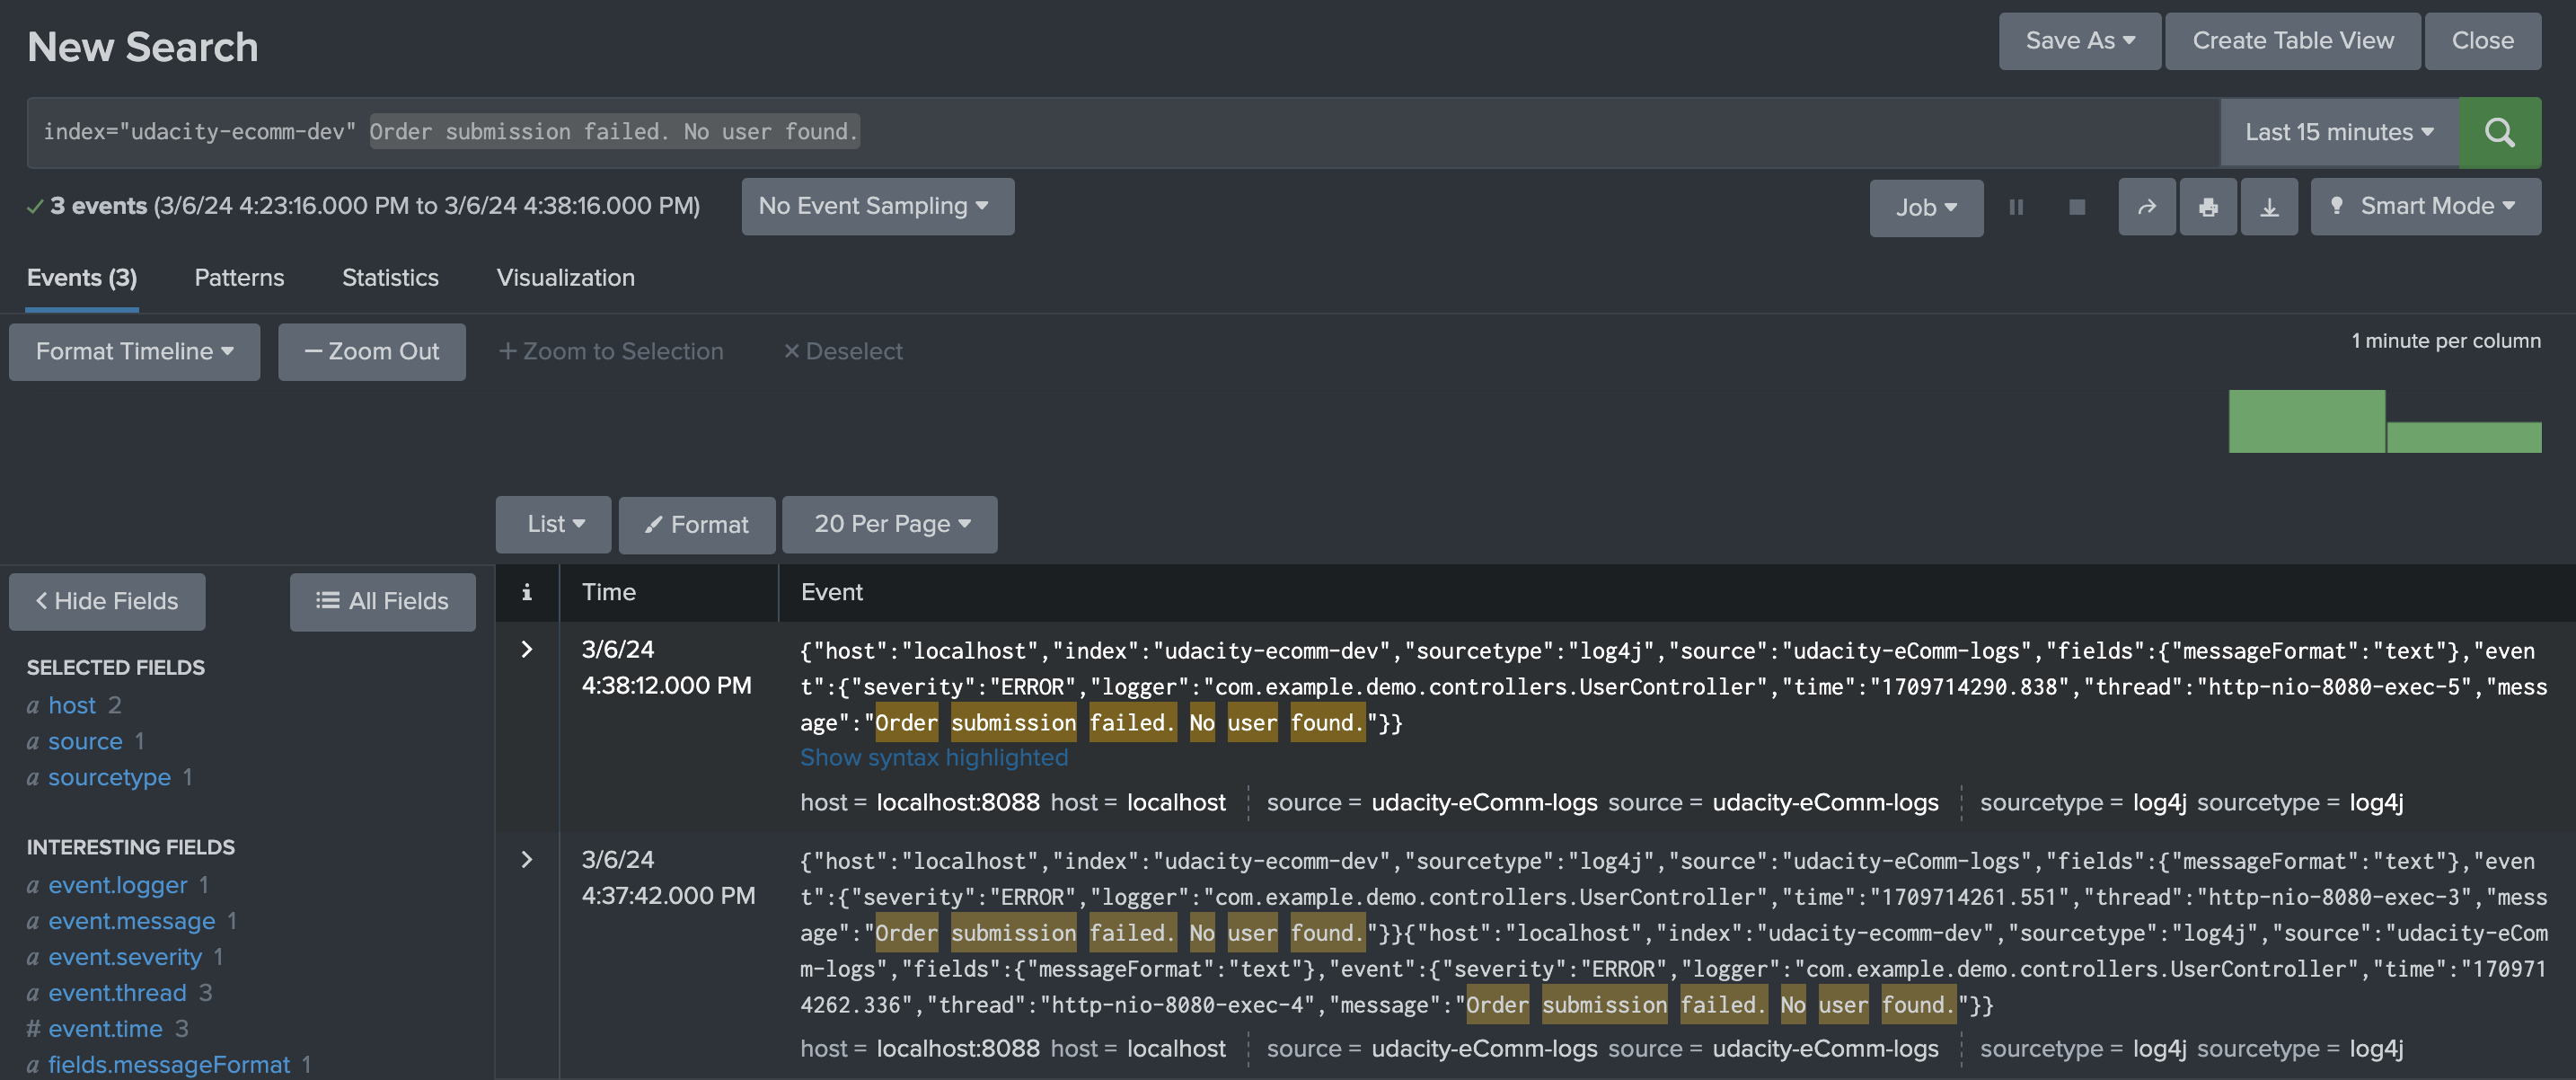 New Search
Save As
Create Table View
Close
index="udacity-ecomm-dev" Order submission failed. No user found.
Last 15 minutes
3 events (3/6/24 4:23:16.000 PM to 3/6/24 4:38:16.000 PM)
No Event Sampling
Job
Smart Mode
Events (3)
Patterns
Statistics
Visualization
Format Timeline
— Zoom Out
+ Zoom to Selection
× Deselect
1 minute per column
List
Format
20 Per Page
< Hide Fields
All Fields
i
Time
Event
SELECTED FIELDS
a host 2
a source 1
a sourcetype 1
INTERESTING FIELDS
a event.logger 1
a event.message 1
a event.severity 1
a event.thread 3
# event.time 3
a fields.messageFormat 1
>
3/6/24
4:38:12.000 PM
{"host":"localhost","index":"udacity-ecomm-dev","sourcetype":"log4j","source":"udacity-eComm-logs","fields":{"messageFormat":"text"},"even
t":{"severity":"ERROR","logger":"com.example.demo.controllers.UserController","time":"1709714290.838","thread":"http-nio-8080-exec-5","mess
age":"Order submission failed. No user found."}}
Show syntax highlighted
host = localhost:8088 host = localhost source = udacity-eComm-logs source = udacity-eComm-logs sourcetype = log4j sourcetype = log4j
>
3/6/24
4:37:42.000 PM
{"host":"localhost","index":"udacity-ecomm-dev","sourcetype":"log4j","source":"udacity-eComm-logs","fields":{"messageFormat":"text"},"even
t":{"severity":"ERROR","logger":"com.example.demo.controllers.UserController","time":"1709714261.551","thread":"http-nio-8080-exec-3","mess
age":"Order submission failed. No user found."}}{"host":"localhost","index":"udacity-ecomm-dev","sourcetype":"log4j","source":"udacity-eCom
m-logs","fields":{"messageFormat":"text"},"event":{"severity":"ERROR","logger":"com.example.demo.controllers.UserController","time":"170971
4262.336","thread":"http-nio-8080-exec-4","message":"Order submission failed. No user found."}}
host = localhost:8088 host = localhost source = udacity-eComm-logs source = udacity-eComm-logs sourcetype = log4j sourcetype = log4j